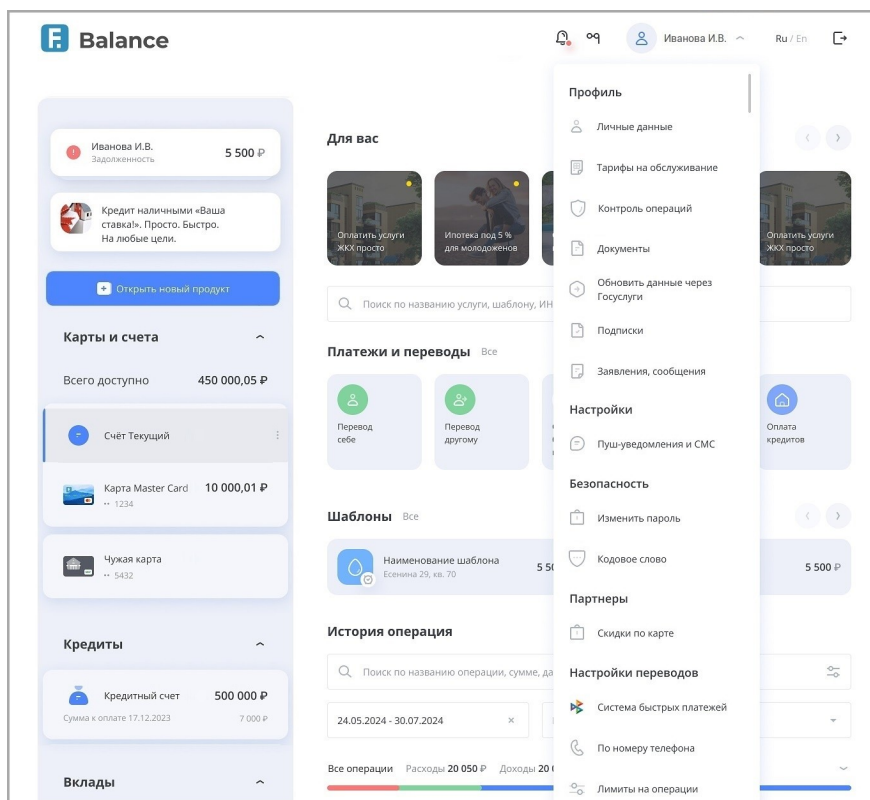 Balance
Иванова И.В.
Ru / En
Иванова И.В.
Задолженность
5 500 ₽
Кредит наличными «Ваша
ставка!». Просто. Быстро.
На любые цели.
Открыть новый продукт
Карты и счета
Всего доступно 450 000,05 ₽
Счёт Текущий
Карта Master Card 10 000,01 ₽
•• 1234
Чужая карта
•• 5432
Кредиты
Кредитный счет 500 000 ₽
Сумма к оплате 17.12.2023 7 000 ₽
Вклады
Для вас
Оплатить услуги
ЖКХ просто
Ипотека под 5 %
для молодоженов
Оплатить услуги
ЖКХ просто
Поиск по названию услуги, шаблону, ИН
Платежи и переводы Все
Перевод
себе
Перевод
другому
Оплата
кредитов
Шаблоны Все
Наименование шаблона
Есенина 29, кв. 70
5 50
5 500 ₽
История операция
Поиск по названию операции, сумме, да
24.05.2024 - 30.07.2024
Все операции Расходы 20 050 ₽ Доходы 20 0
Профиль
Личные данные
Тарифы на обслуживание
Контроль операций
Документы
Обновить данные через
Госуслуги
Подписки
Заявления, сообщения
Настройки
Пуш-уведомления и СМС
Безопасность
Изменить пароль
Кодовое слово
Партнеры
Скидки по карте
Настройки переводов
Система быстрых платежей
По номеру телефона
Лимиты на операции